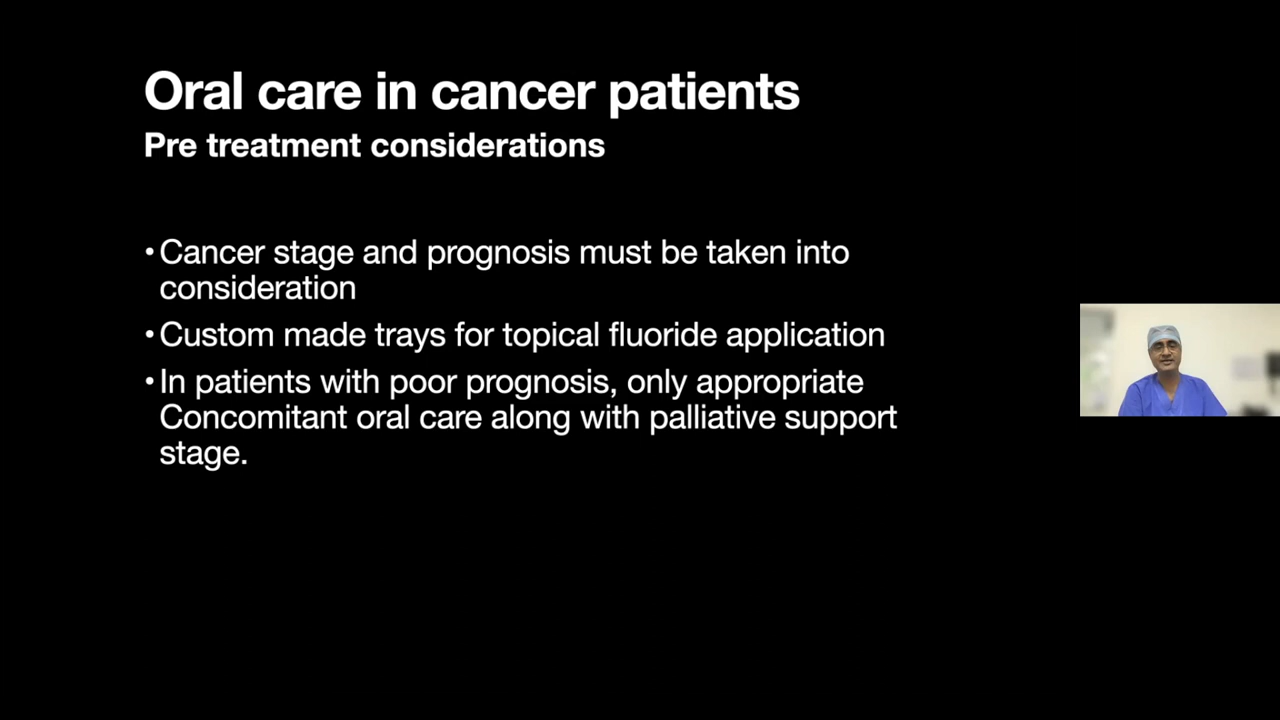 Oral care in cancer patients
Pre treatment considerations
• Cancer stage and prognosis must be taken into
consideration
• Custom made trays for topical fluoride application
• In patients with poor prognosis, only appropriate
Concomitant oral care along with palliative support
stage.